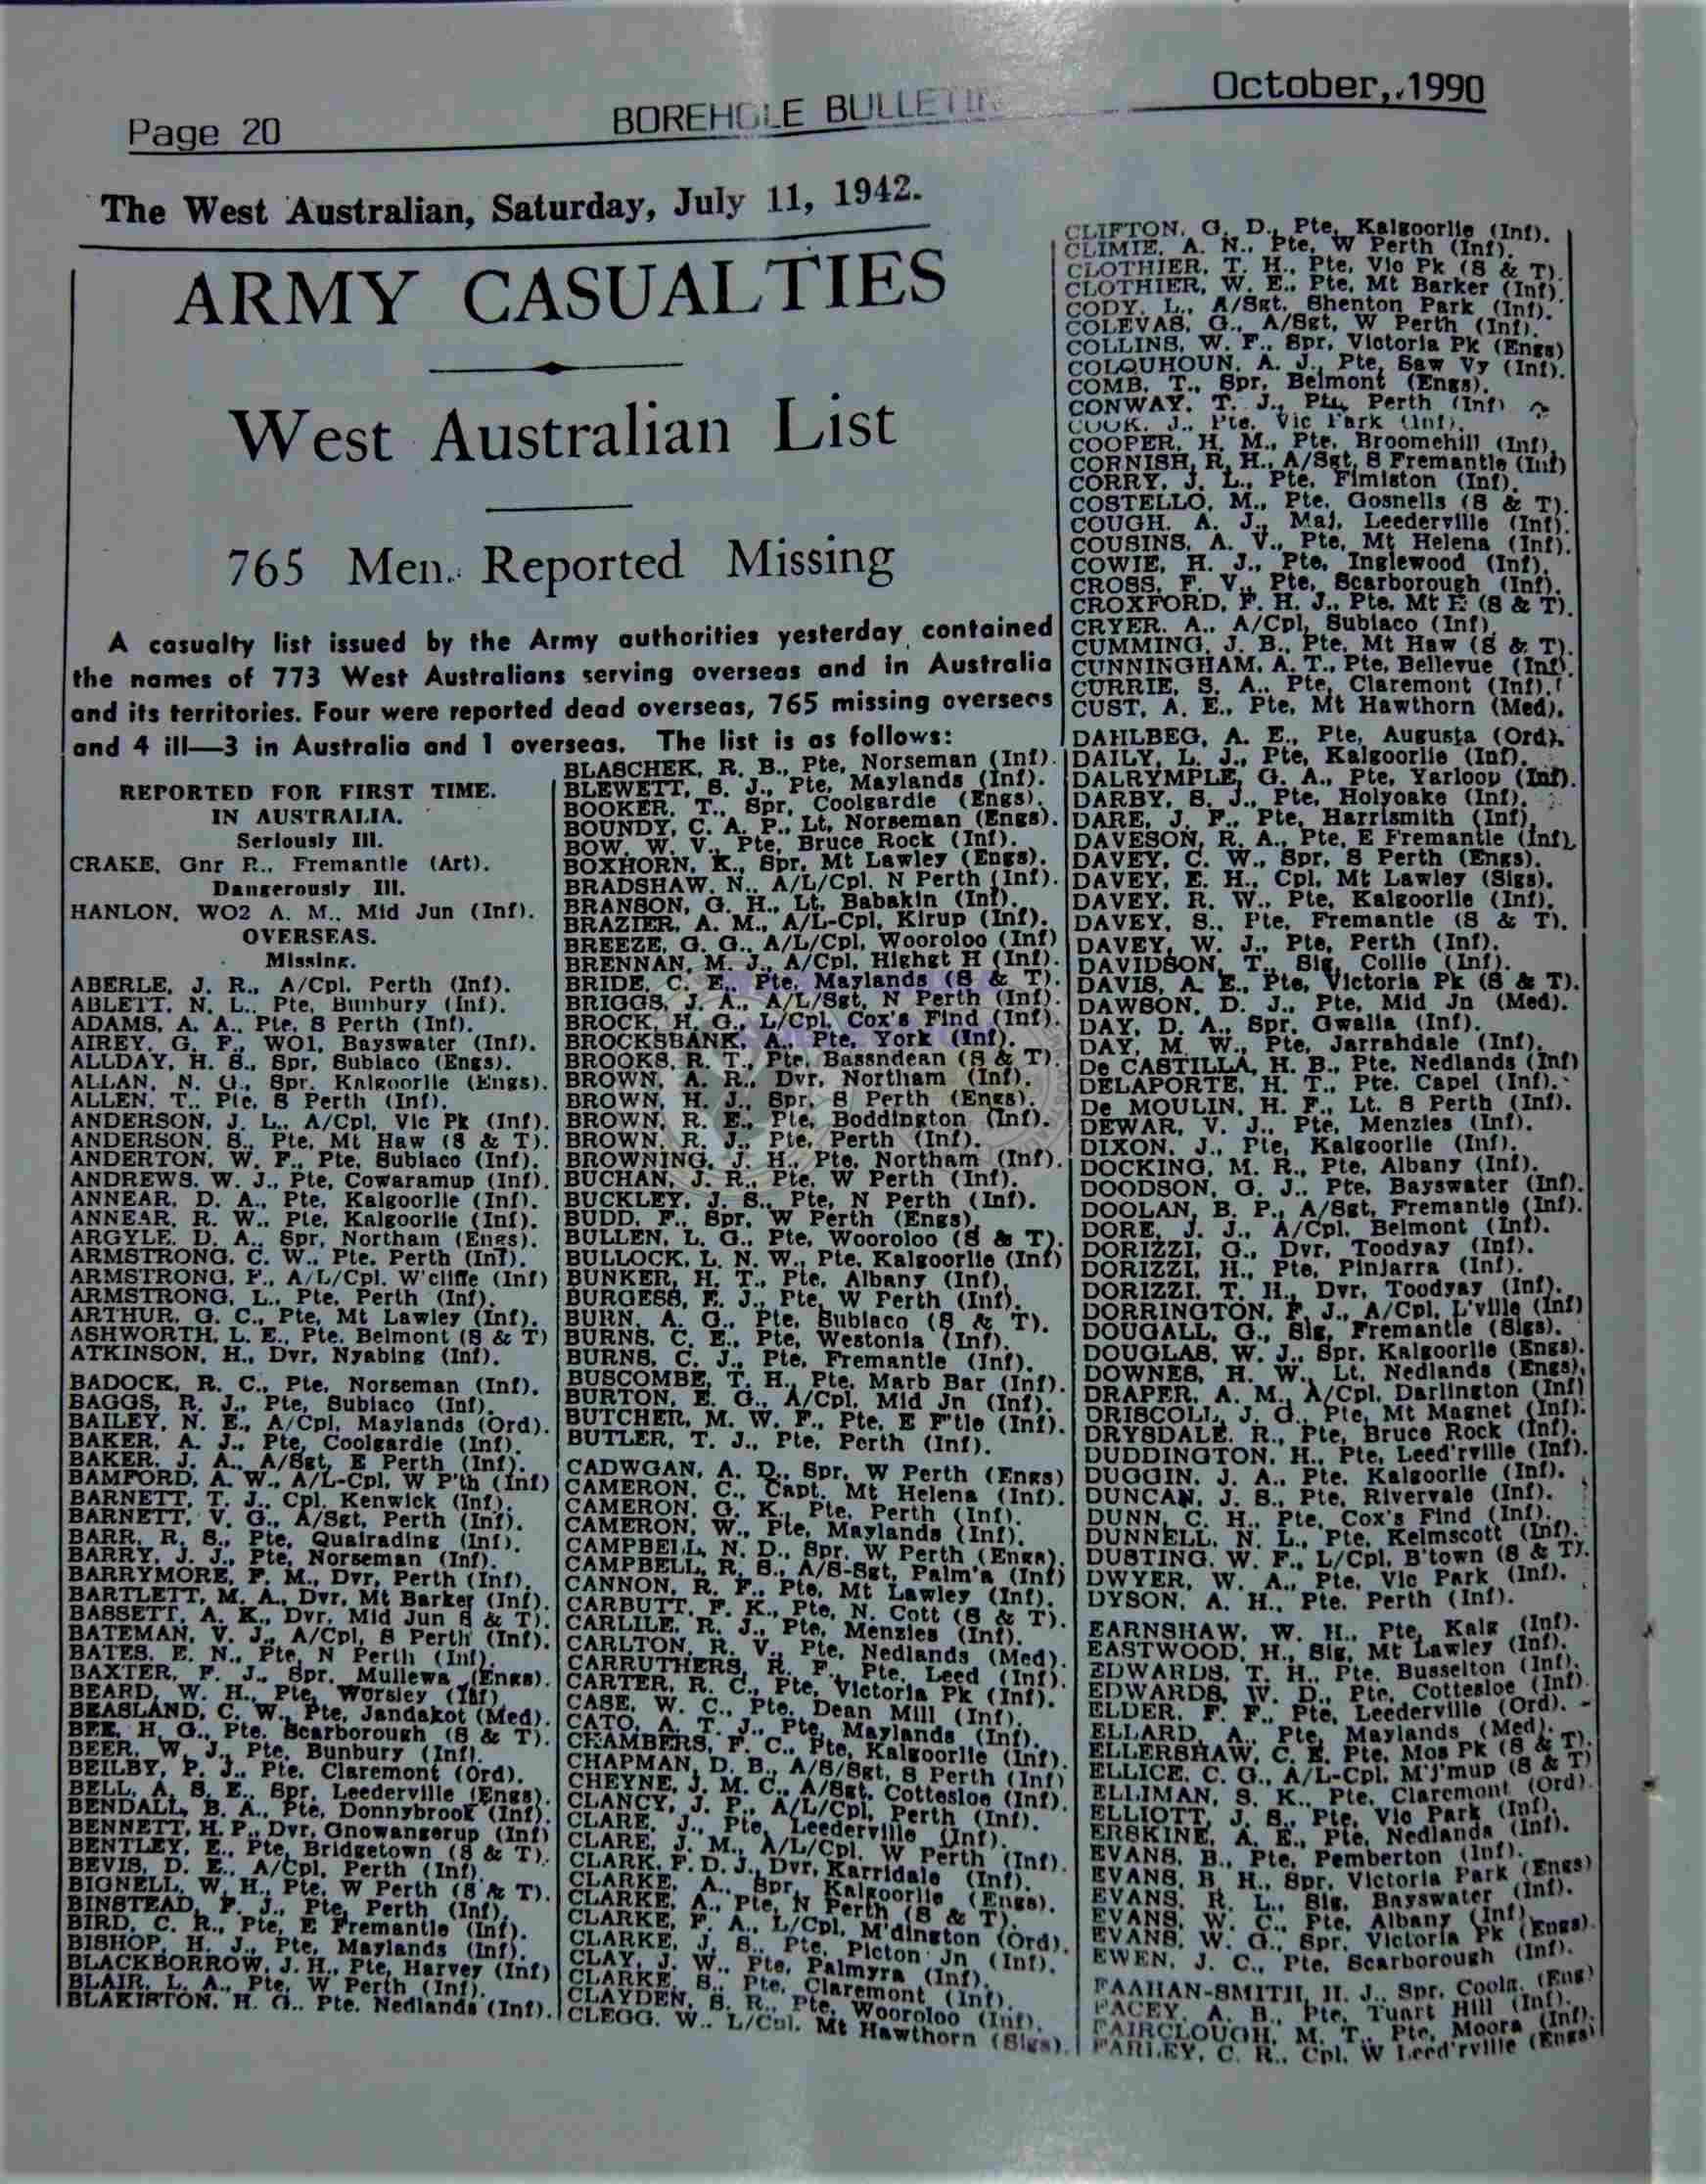 Page 20
BOREHOLE BULLETIN
October,,1990
The West Australian, Saturday, July 11, 1942.
ARMY CASUALTIES
West Australian List
765 Men. Reported Missing
A casualty list issued by the Army authorities yesterday contained
the names of 773 West Australians serving overseas and in Australia
and its territories. Four were reported dead overseas, 765 missing overseas
and 4 ill—3 in Australia and 1 overseas. The list is as follows:
REPORTED FOR FIRST TIME.
IN AUSTRALIA.
Seriously Ill.
CRAKE, Gnr R., Fremantle (Art).
Dangerously Ill.
HANLON, WO2 A. M., Mid Jun (Inf).
OVERSEAS.
Missing.
ABERLE, J. R., A/Cpl, Perth (Inf).
ABLETT, N. L., Pte, Bunbury (Inf).
ADAMS, A. A., Pte, S Perth (Inf).
AIREY, G. F., WO1, Bayswater (Inf).
ALLDAY, H. S., Spr, Subiaco (Engs).
ALLAN, N. G., Spr, Kalgoorlie (Engs).
ALLEN, T., Pte, S Perth (Inf).
ANDERSON, J. L., A/Cpl, Vic Pk (Inf).
ANDERSON, S., Pte, Mt Haw (S & T).
ANDERTON, W. F., Pte, Subiaco (Inf).
ANDREWS, W. J., Pte, Cowaramup (Inf).
ANNEAR, D. A., Pte, Kalgoorlie (Inf).
ANNEAR, R. W., Pte, Kalgoorlie (Inf).
ARGYLE, D. A., Spr, Northam (Engs).
ARMSTRONG, C. W., Pte, Perth (Inf).
ARMSTRONG, F., A/L/Cpl, W'cliffe (Inf)
ARMSTRONG, L., Pte, Perth (Inf).
ARTHUR, G. C., Pte, Mt Lawley (Inf).
ASHWORTH, L. E., Pte, Belmont (S & T)
ATKINSON, H., Dvr, Nyabing (Inf).
BADOCK, R. C., Pte, Norseman (Inf).
BAGGS, R. J., Pte, Subiaco (Inf).
BAILEY, N. E., A/Cpl, Maylands (Ord).
BAKER, A. J., Pte, Coolgardie (Inf).
BAKER, J. A., A/Sgt, E Perth (Inf).
BAMFORD, A. W., A/L-Cpl, W P'th (Inf)
BARNETT, T. J., Cpl, Kenwick (Inf).
BARNETT, V. G., A/Sgt, Perth (Inf).
BARR, R. S., Pte, Quairading (Inf).
BARRY, J. J., Pte, Norseman (Inf).
BARRYMORE, F. M., Dvr, Perth (Inf).
BARTLETT, M. A., Dvr, Mt Barker (Inf).
BASSETT, A. K., Dvr, Mid Jun S & T).
BATEMAN, V. J., A/Cpl, S Perth (Inf).
BATES, E. N., Pte, N Perth (Inf).
BAXTER, F. J., Spr, Mullewa (Engs).
BEARD, W. H., Pte, Worsley (Inf)
BEASLAND, C. W., Pte, Jandakot (Med).
BEE, H. G., Pte, Scarborough (S & T).
BEER, W. J., Pte, Bunbury (Inf).
BEILBY, P. J., Pte, Claremont (Ord).
BELL, A. S. E., Spr, Leederville (Engs).
BENDALL, B. A., Pte, Donnybrook (Inf).
BENNETT, H. P., Dvr, Gnowangerup (Inf)
BENTLEY, E., Pte, Bridgetown (S & T).
BEVIS, D. E., A/Cpl, Perth (Inf).
BIGNELL, W. H., Pte, W Perth (S & T).
BINSTEAD, P. J., Pte, Perth (Inf).
BIRD, C. R., Pte, E Fremantle (Inf).
BISHOP, H. J., Pte, Maylands (Inf).
BLACKBORROW, J. H., Pte, Harvey (Inf)
BLAIR, L. A., Pte, W Perth (Inf).
BLAKISTON, H. G., Pte, Nedlands (Inf).
BLASCHEK, R. B., Pte, Norseman (Inf).
BLEWETT, S. J., Pte, Maylands (Inf).
BOOKER, T., Spr, Coolgardie (Engs).
BOUNDY, C. A. P., Lt, Norseman (Engs).
BOW, W. V., Pte, Bruce Rock (Inf).
BOXHORN, K., Spr, Mt Lawley (Engs).
BRADSHAW, N., A/L/Cpl, N Perth (Inf).
BRANSON, G. H., Lt, Babakin (Inf).
BRAZIER, A. M., A/L-Cpl, Kirup (Inf).
BREEZE, G. G., A/L/Cpl, Wooroloo (Inf)
BRENNAN, M. J., A/Cpl, Highgt H (Inf).
BRIDE, C. E., Pte, Maylands (S & T).
BRIGGS, J. A., A/L/Sgt, N Perth (Inf).
BROCK, H. G., L/Cpl, Cox's Find (Inf).
BROCKSBANK, A., Pte, York (Inf).
BROOKS, R. T., Pte, Bassndean (S & T).
BROWN, A. R., Dvr, Northam (Inf).
BROWN, H. J., Spr, S Perth (Engs).
BROWN, R. E., Pte, Boddington (Inf).
BROWN, R. J., Pte, Perth (Inf).
BROWNING, J. H., Pte, Northam (Inf).
BUCHAN, J. R., Pte, W Perth (Inf).
BUCKLEY, J. S., Pte, N Perth (Inf).
BUDD, F., Spr, W Perth (Engs).
BULLEN, L. G., Pte, Wooroloo (S & T).
BULLOCK, L. N. W., Pte, Kalgoorlie (Inf)
BUNKER, H. T., Pte, Albany (Inf).
BURGESS, E. J., Pte, W Perth (Inf).
BURN, A. G., Pte, Subiaco (S & T).
BURNS, C. E., Pte, Westonia (Inf).
BURNS, C. J., Pte, Fremantle (Inf).
BUSCOMBE, T. H., Pte, Marb Bar (Inf).
BURTON, E. G., A/Cpl, Mid Jn (Inf).
BUTCHER, M. W. F., Pte, E F'tle (Inf).
BUTLER, T. J., Pte, Perth (Inf).
CADWGAN, A. D., Spr, W Perth (Engs)
CAMERON, C., Capt, Mt Helena (Inf).
CAMERON, G. K., Pte, Perth (Inf).
CAMERON, W., Pte, Maylands (Inf).
CAMPBELL, N. D., Spr, W Perth (Engs).
CAMPBELL, R. S., A/S-Sgt, Palm'a (Inf)
CANNON, R. F., Pte, Mt Lawley (Inf).
CARBUTT, F. K., Pte, N. Cott (S & T).
CARLILE, R. J., Pte, Menzies (Inf).
CARLTON, R. V., Pte, Nedlands (Med).
CARRUTHERS, R. F., Pte, Leed (Inf).
CARTER, R. C., Pte, Victoria Pk (Inf).
CASE, W. C., Pte, Dean Mill (Inf).
CATO, A. T. J., Pte, Maylands (Inf).
CHAMBERS, F. C., Pte, Kalgoorlie (Inf).
CHAPMAN, D. B., A/S/Sgt, S Perth (Inf)
CHEYNE, J. M. C., A/Sgt, Cottesloe (Inf).
CLANCY, J. P., A/L/Cpl, Perth (Inf).
CLARE, J., Pte, Leederville (Inf).
CLARE, J. M., A/L/Cpl, W Perth (Inf).
CLARK, F. D. J., Dvr, Karridale (Inf).
CLARKE, A., Spr, Kalgoorlie (Engs).
CLARKE, A., Pte, N Perth (S & T).
CLARKE, F. A., L/Cpl, M'dington (Ord).
CLARKE, J. S., Pte, Picton Jn (Inf).
CLAY, J. W., Pte, Palmyra (Inf).
CLARKE, S., Pte, Claremont (Inf).
CLAYDEN, S. R., Pte, Wooroloo (Inf).
CLEGG, W., L/Cpl, Mt Hawthorn (Sigs).
CLIFTON, G. D., Pte, Kalgoorlie (Inf).
CLIMIE, A. N., Pte, W Perth (Inf).
CLOTHIER, T. H., Pte, Vic Pk (S & T).
CLOTHIER, W. E., Pte, Mt Barker (Inf).
CODY, L., A/Sgt, Shenton Park (Inf).
COLEVAS, G., A/Sgt, W Perth (Inf).
COLLINS, W. F., Spr, Victoria Pk (Engs)
COLQUHOUN, A. J., Pte, Saw Vy (Inf).
COMB, T., Spr, Belmont (Engs).
CONWAY, T. J., Pte, Perth (Inf)
COOK, J., Pte, Vic Park (Inf).
COOPER, H. M., Pte, Broomehill (Inf).
CORNISH, R. H., A/Sgt, S Fremantle (Inf)
CORRY, J. L., Pte, Fimiston (Inf).
COSTELLO, M., Pte, Gosnells (S & T).
COUGH, A. J., Maj, Leederville (Inf).
COUSINS, A. V., Pte, Mt Helena (Inf).
COWIE, H. J., Pte, Inglewood (Inf).
CROSS, F. V., Pte, Scarborough (Inf).
CROXFORD, F. H. J., Pte, Mt E (S & T).
CRYER, A., A/Cpl, Subiaco (Inf).
CUMMING, J. B., Pte, Mt Haw (S & T).
CUNNINGHAM, A. T., Pte, Bellevue (Inf).
CURRIE, S. A., Pte, Claremont (Inf).
CUST, A. E., Pte, Mt Hawthorn (Med).
DAHLBEG, A. E., Pte, Augusta (Ord).
DAILY, L. J., Pte, Kalgoorlie (Inf).
DALRYMPLE, G. A., Pte, Yarloop (Inf).
DARBY, S. J., Pte, Holyoake (Inf).
DARE, J. F., Pte, Harrismith (Inf).
DAVESON, R. A., Pte, E Fremantle (Inf).
DAVEY, C. W., Spr, S Perth (Engs).
DAVEY, E. H., Cpl, Mt Lawley (Sigs).
DAVEY, R. W., Pte, Kalgoorlie (Inf).
DAVEY, S., Pte, Fremantle (S & T).
DAVEY, W. J., Pte, Perth (Inf).
DAVIDSON, T., Sig, Collie (Inf).
DAVIS, A. E., Pte, Victoria Pk (S & T).
DAWSON, D. J., Pte, Mid Jn (Med).
DAY, D. A., Spr, Gwalia (Inf).
DAY, M. W., Pte, Jarrahdale (Inf).
De CASTILLA, H. B., Pte, Nedlands (Inf)
DELAPORTE, H. T., Pte, Capel (Inf).
De MOULIN, H. F., Lt, S Perth (Inf).
DEWAR, V. J., Pte, Menzies (Inf).
DIXON, J., Pte, Kalgoorlie (Inf).
DOCKING, M. R., Pte, Albany (Inf).
DOODSON, G. J., Pte, Bayswater (Inf).
DOOLAN, B. P., A/Sgt, Fremantle (Inf).
DORE, J. J., A/Cpl, Belmont (Inf).
DORIZZI, G., Dvr, Toodyay (Inf).
DORIZZI, H., Pte, Pinjarra (Inf).
DORIZZI, T. H., Dvr, Toodyay (Inf).
DORRINGTON, F. J., A/Cpl, L'ville (Inf)
DOUGALL, G., Sig, Fremantle (Sigs).
DOUGLAS, W. J., Spr, Kalgoorlie (Engs).
DOWNES, H. W., Lt, Nedlands (Engs).
DRAPER, A. M., A/Cpl, Darlington (Inf)
DRISCOLL, J. G., Pte, Mt Magnet (Inf).
DRYSDALE, R., Pte, Bruce Rock (Inf).
DUDDINGTON, H., Pte, Leed'rville (Inf).
DUGGIN, J. A., Pte, Kalgoorlie (Inf).
DUNCAN, J. S., Pte, Rivervale (Inf).
DUNN, C. H., Pte, Cox's Find (Inf).
DUNNELL, N. L., Pte, Kelmscott (Inf).
DUSTING, W. F., L/Cpl, B'town (S & T).
DWYER, W. A., Pte, Vic Park (Inf).
DYSON, A. H., Pte, Perth (Inf).
EARNSHAW, W. H., Pte, Kalg (Inf).
EASTWOOD, H., Sig, Mt Lawley (Inf).
EDWARDS, T. H., Pte, Busselton (Inf).
EDWARDS, W. D., Pte, Cottesloe (Inf).
ELDER, F. F., Pte, Leederville (Ord).
ELLARD, A., Pte, Maylands (Med).
ELLERSHAW, C. E. Pte, Mos Pk (S & T).
ELLICE, C. G., A/L-Cpl, M'j'mup (S & T)
ELLIMAN, S. K., Pte, Claremont (Ord).
ELLIOTT, J. S., Pte, Vic Park (Inf).
ERSKINE, A. E., Pte, Nedlands (Inf).
EVANS, B., Pte, Pemberton (Inf).
EVANS, B. H., Spr, Victoria Park (Engs)
EVANS, R. L., Sig, Bayswater (Inf).
EVANS, W. C., Pte, Albany (Inf).
EVANS, W. G., Spr, Victoria Pk (Engs).
EWEN, J. C., Pte, Scarborough (Inf).
FAAHAN-SMITH, H. J., Spr, Coolg. (Eng)
FACEY, A. B., Pte, Tuart Hill (Inf).
FAIRCLOUGH, M. T., Pte, Moora (Inf).
FARLEY, C. R., Cpl, W Leed'rville (Engs)